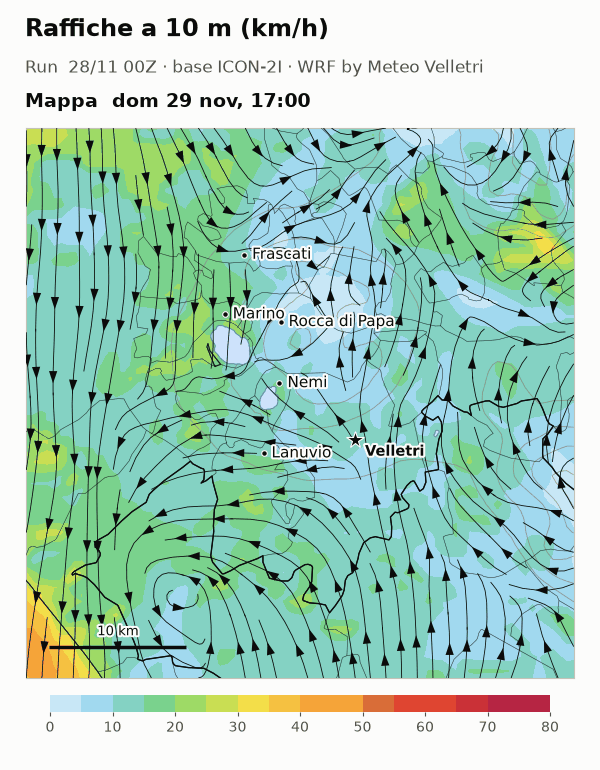 Raffiche a 10 m (km/h)
Run 28/11 00Z · base ICON-2I · WRF by Meteo Velletri
Mappa dom 29 nov, 17:00
Frascati
Marino
Rocca di Papa
Nemi
Velletri
Lanuvio
10 km
0 10 20 30 40 50 60 70 80